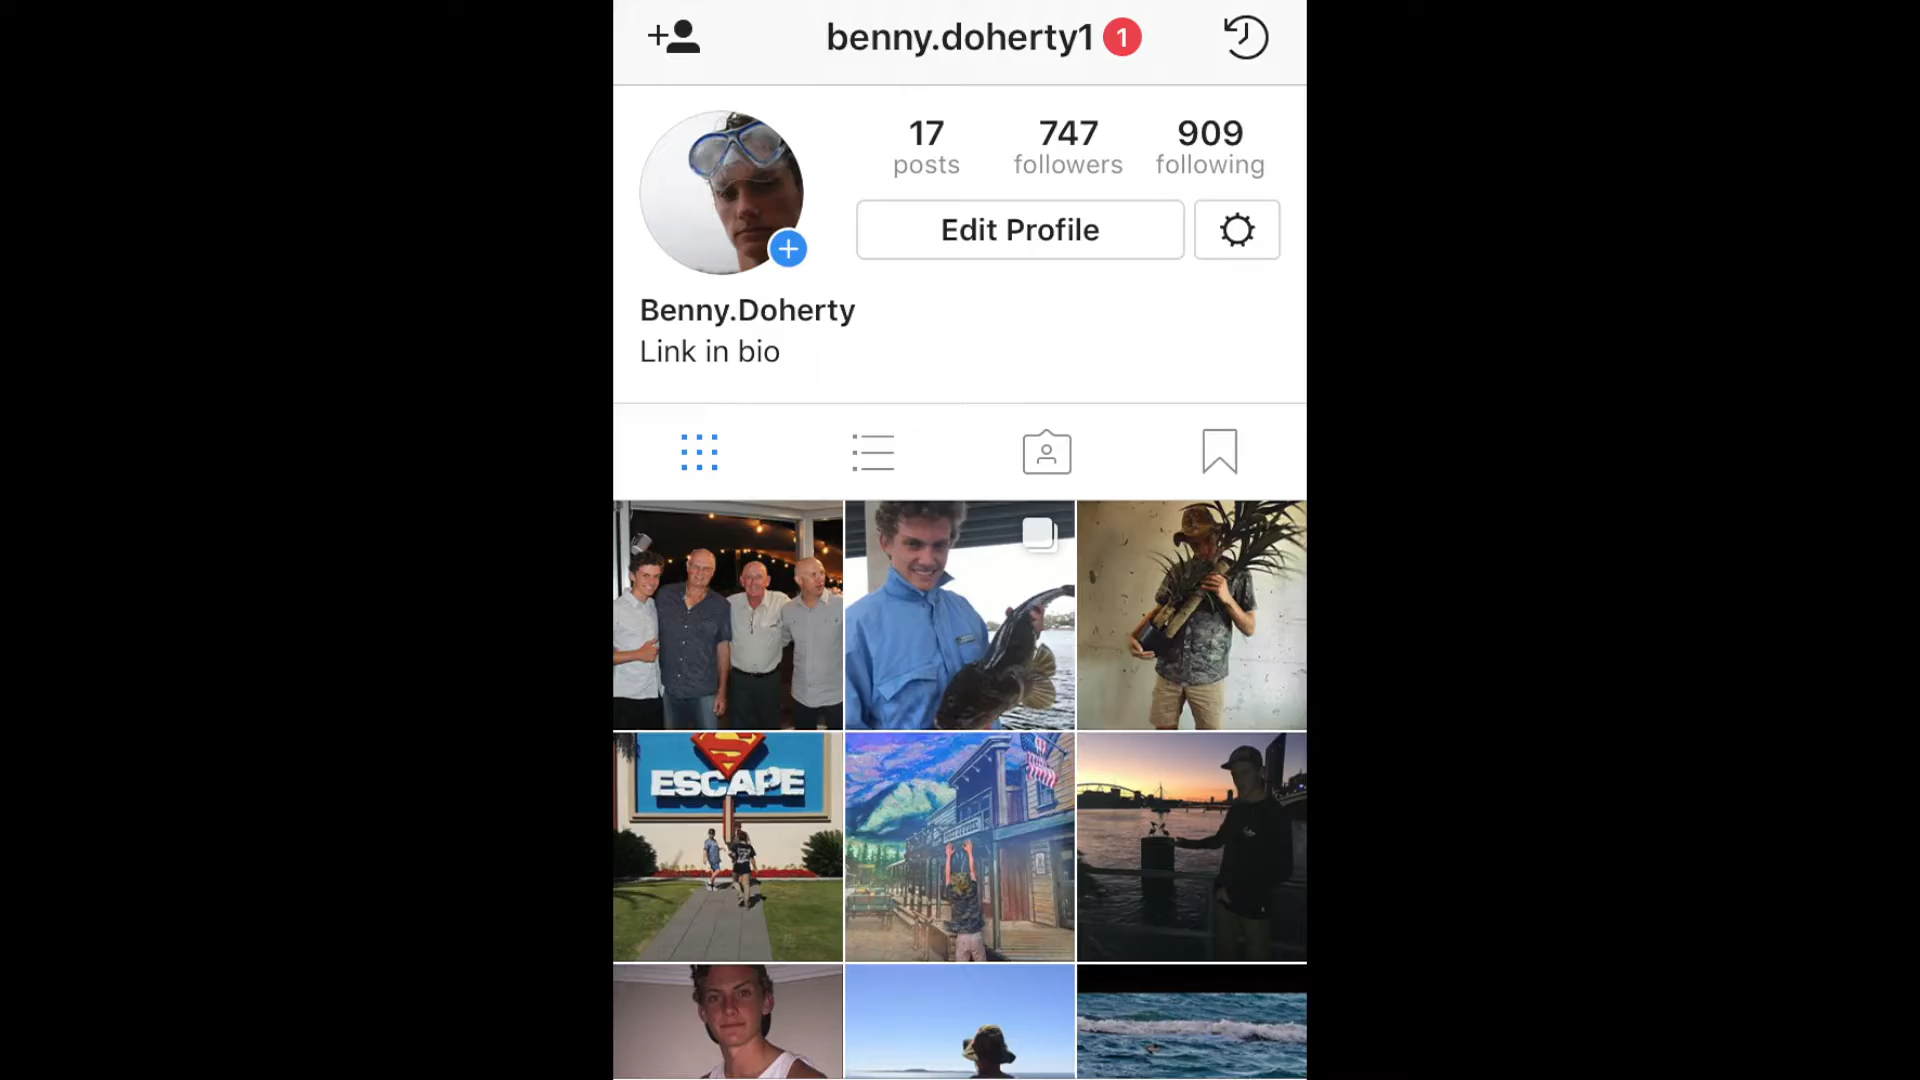 benny.doherty1 1
17 747 909
posts followers following
Edit Profile
Benny.Doherty
Link in bio
ESCAPE